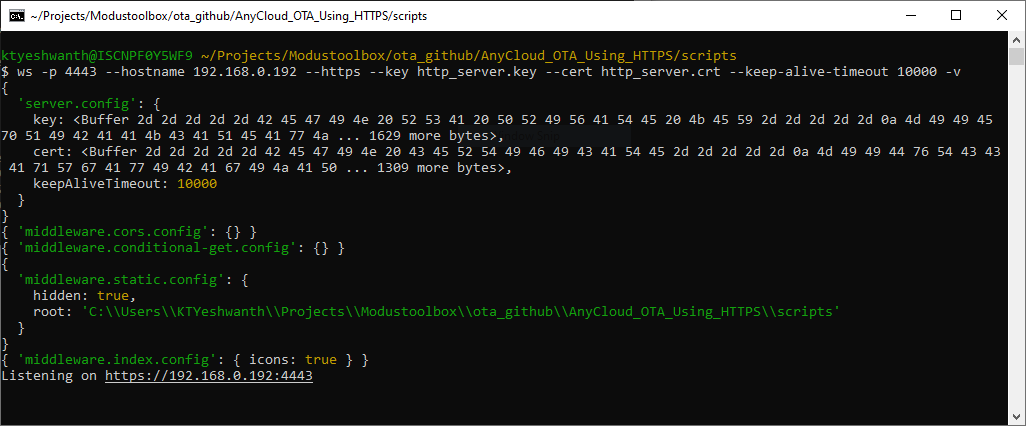 ~/Projects/Modustoolbox/ota_github/AnyCloud_OTA_Using_HTTPS/scripts
ktyeshwanth@ISCNPF0Y5WF9 ~/Projects/Modustoolbox/ota_github/AnyCloud_OTA_Using_HTTPS/scripts
$ ws -p 4443 --hostname 192.168.0.192 --https --key http_server.key --cert http_server.crt --keep-alive-timeout 10000 -v
{
  'server.config': {
    key: <Buffer 2d 2d 2d 2d 2d 42 45 47 49 4e 20 52 53 41 20 50 52 49 56 41 54 45 20 4b 45 59 2d 2d 2d 2d 2d 0a 4d 49 49 45
70 51 49 42 41 41 4b 43 41 51 45 41 77 4a ... 1629 more bytes>,
    cert: <Buffer 2d 2d 2d 2d 2d 42 45 47 49 4e 20 43 45 52 54 49 46 49 43 41 54 45 2d 2d 2d 2d 2d 0a 4d 49 49 44 76 54 43 43
 41 71 57 67 41 77 49 42 41 67 49 4a 41 50 ... 1309 more bytes>,
    keepAliveTimeout: 10000
  }
}
{ 'middleware.cors.config': {} }
{ 'middleware.conditional-get.config': {} }
{
  'middleware.static.config': {
    hidden: true,
    root: 'C:\\Users\\KTYeshwanth\\Projects\\Modustoolbox\\ota_github\\AnyCloud_OTA_Using_HTTPS\\scripts'
  }
}
{ 'middleware.index.config': { icons: true } }
Listening on https://192.168.0.192:4443